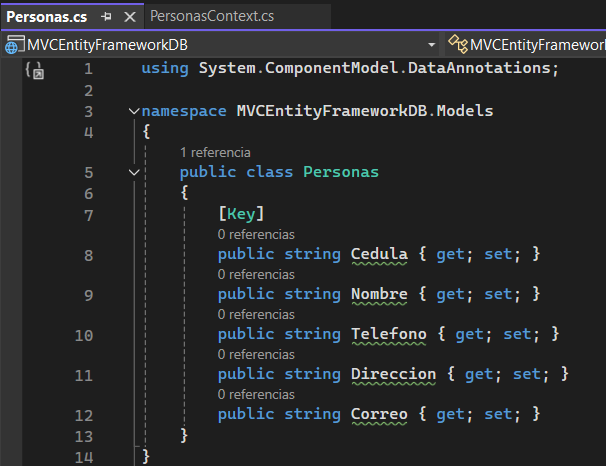 Personas.cs PersonasContext.cs
MVCEntityFrameworkDB MVCEntityFramework
1 using System.ComponentModel.DataAnnotations;
2
3 namespace MVCEntityFrameworkDB.Models
4 {
1 referencia
5 public class Personas
6 {
7 [Key]
0 referencias
8 public string Cedula { get; set; }
0 referencias
9 public string Nombre { get; set; }
0 referencias
10 public string Telefono { get; set; }
0 referencias
11 public string Direccion { get; set; }
0 referencias
12 public string Correo { get; set; }
13 }
14 }